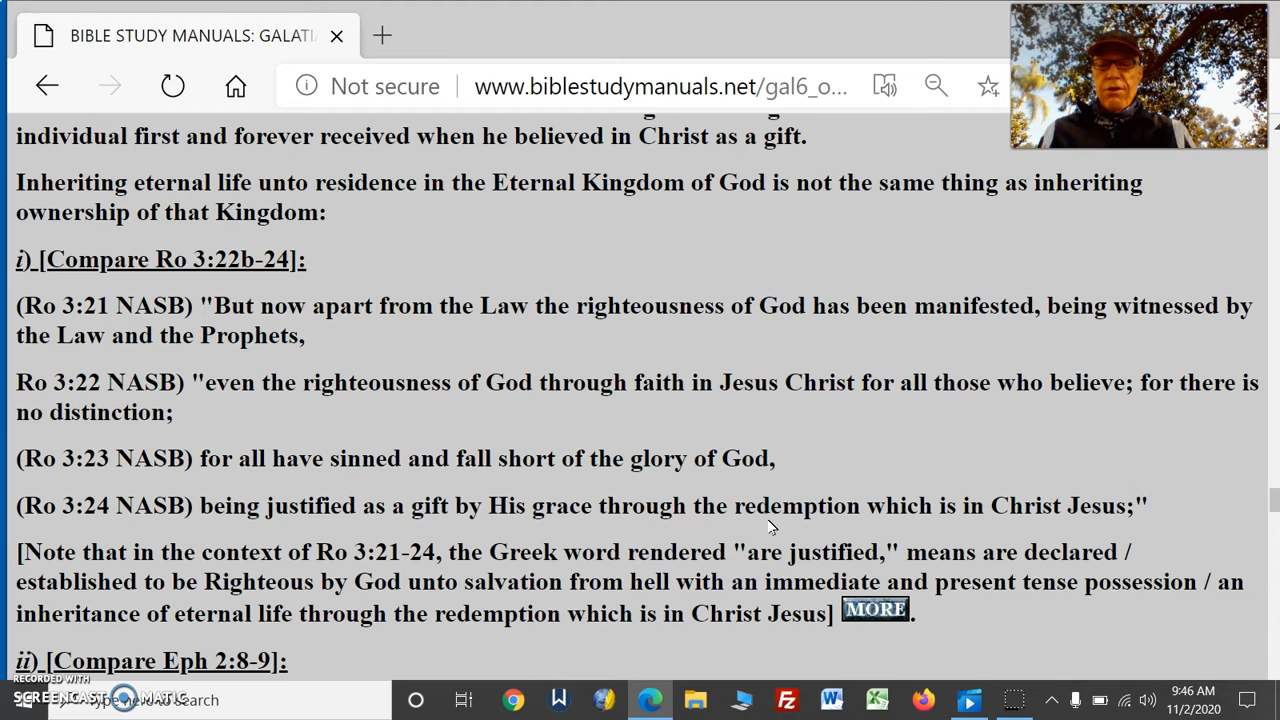 BIBLE STUDY MANUALS: GALATI
Not secure
www.biblestudymanuals.net/gal6_o...
individual first and forever received when he believed in Christ as a gift.
Inheriting eternal life unto residence in the Eternal Kingdom of God is not the same thing as inheriting
ownership of that Kingdom:
i) [Compare Ro 3:22b-24]:
(Ro 3:21 NASB) "But now apart from the Law the righteousness of God has been manifested, being witnessed by
the Law and the Prophets,
Ro 3:22 NASB) "even the righteousness of God through faith in Jesus Christ for all those who believe; for there is
no distinction;
(Ro 3:23 NASB) for all have sinned and fall short of the glory of God,
(Ro 3:24 NASB) being justified as a gift by His grace through the redemption which is in Christ Jesus;"
[Note that in the context of Ro 3:21-24, the Greek word rendered "are justified," means are declared /
established to be Righteous by God unto salvation from hell with an immediate and present tense possession / an
inheritance of eternal life through the redemption which is in Christ Jesus] MORE.
ii) [Compare Eph 2:8-9]:
RECORDED WITH
SCREENCAST MATIC
Type here to search
9:46 AM
11/2/2020